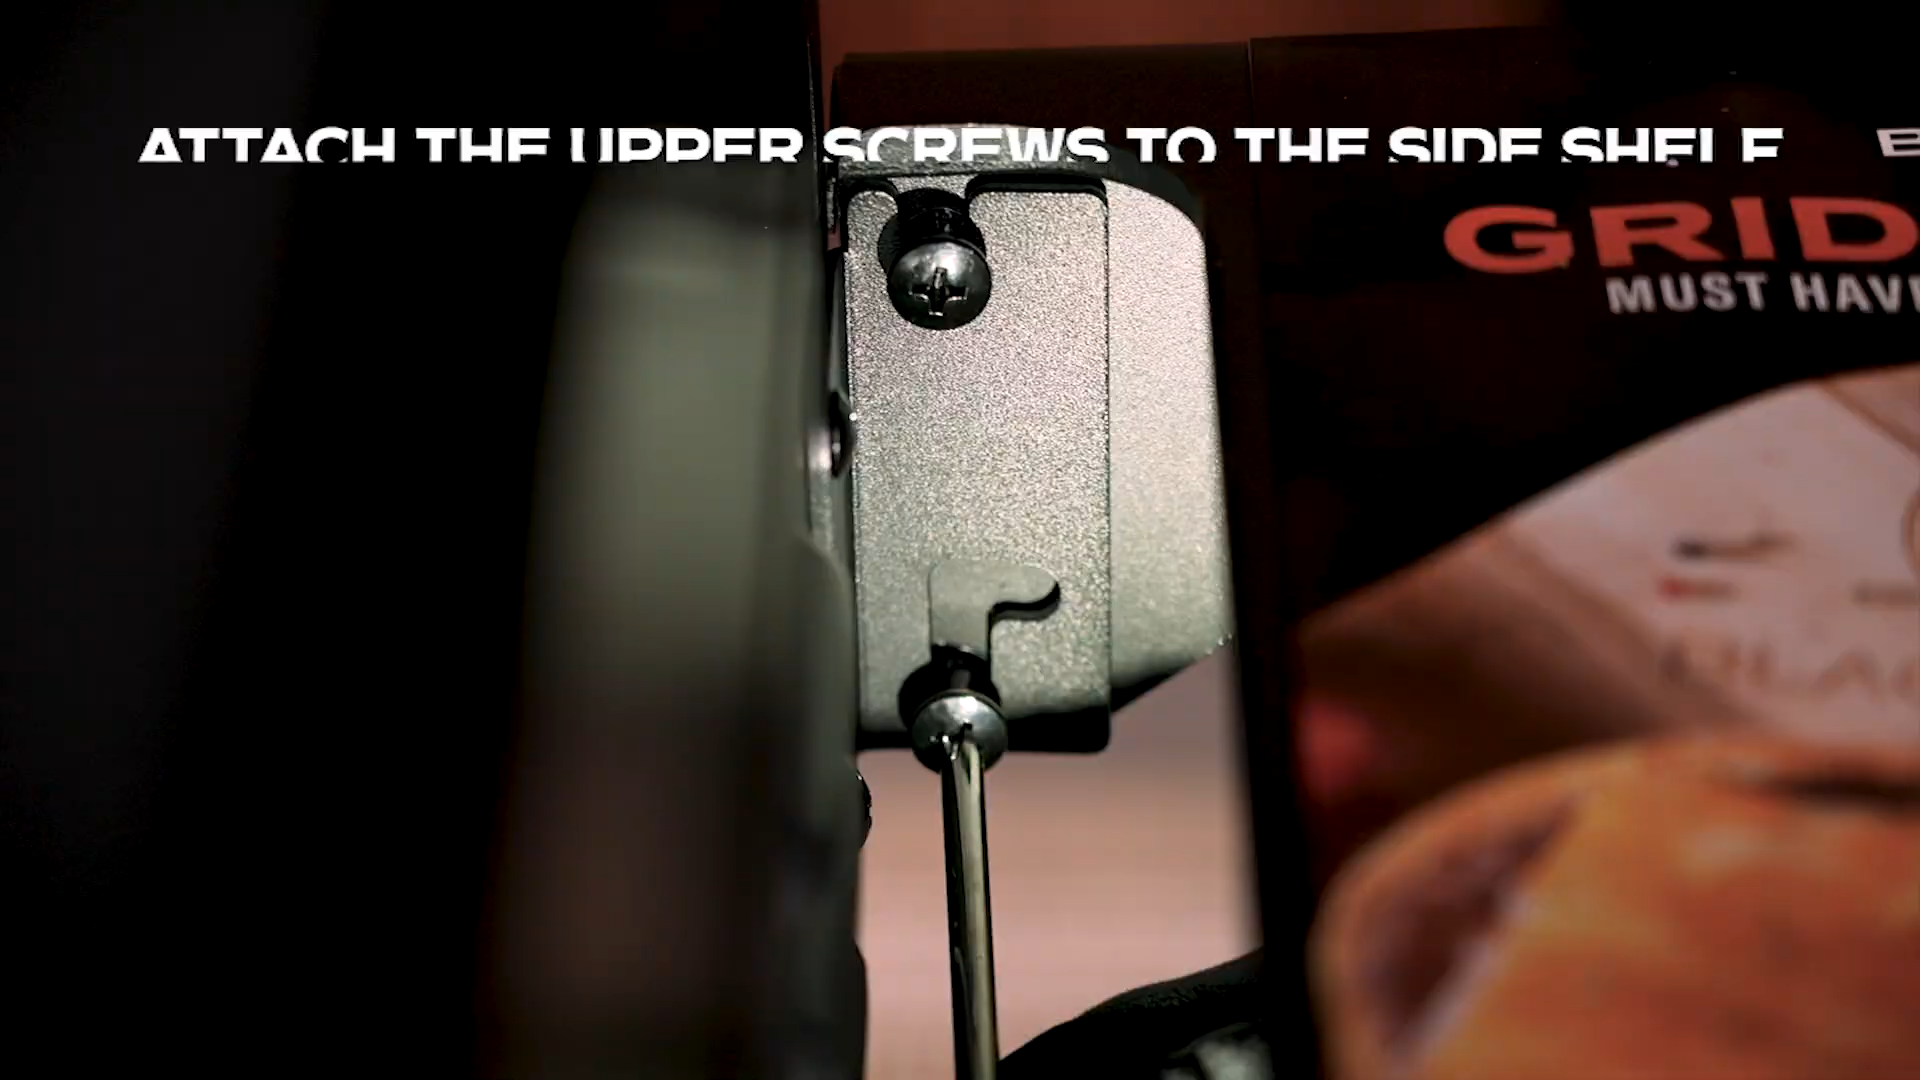 ATTACH THE UPPER SCREWS TO THE SIDE SHELF
GRID
MUST HAV